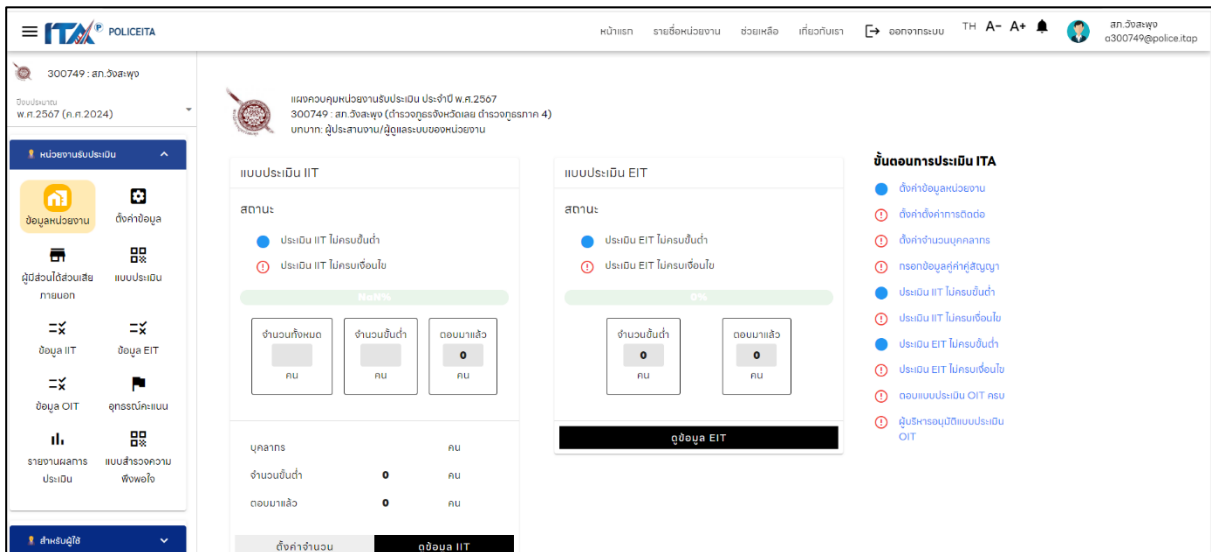 ITA P POLICEITA
หน้าแรก รายชื่อหน่วยงาน ช่วยเหลือ เกี่ยวกับเรา ออกจากระบบ TH A- A+ สภ.วังสะพุง
a300749@police.itap
300749 : สภ.วังสะพุง
ปีงบประมาณ
พ.ศ.2567 (ค.ศ.2024)
หน่วยงานรับประเมิน
ข้อมูลหน่วยงาน ตั้งค่าข้อมูล
ผู้มีส่วนได้ส่วนเสีย แบบประเมิน
ภายนอก
ข้อมูล IIT ข้อมูล EIT
ข้อมูล OIT อุทธรณ์คะแนน
รายงานผลการ แบบสำรวจความ
ประเมิน พึงพอใจ
สำหรับผู้ใช้
แผงควบคุมหน่วยงานรับประเมิน ประจำปี พ.ศ.2567
300749 : สภ.วังสะพุง (ตำรวจภูธรจังหวัดเลย ตำรวจภูธรภาค 4)
บทบาท: ผู้ประสานงาน/ผู้ดูแลระบบของหน่วยงาน
แบบประเมิน IIT
สถานะ
ประเมิน IIT ไม่ครบขั้นต่ำ
ประเมิน IIT ไม่ครบเงื่อนไข
NaN%
จำนวนทั้งหมด จำนวนขั้นต่ำ ตอบมาแล้ว
0
คน คน คน
บุคลากร คน
จำนวนขั้นต่ำ 0 คน
ตอบมาแล้ว 0 คน
ตั้งค่าจำนวน ดูข้อมูล IIT
แบบประเมิน EIT
สถานะ
ประเมิน EIT ไม่ครบขั้นต่ำ
ประเมิน EIT ไม่ครบเงื่อนไข
0%
จำนวนขั้นต่ำ ตอบมาแล้ว
0 0
คน คน
ดูข้อมูล EIT
ขั้นตอนการประเมิน ITA
ตั้งค่าข้อมูลหน่วยงาน
ตั้งค่าตั้งค่าการติดต่อ
ตั้งค่าจำนวนบุคคลากร
กรอกข้อมูลคู่ค้าคู่สัญญา
ประเมิน IIT ไม่ครบขั้นต่ำ
ประเมิน IIT ไม่ครบเงื่อนไข
ประเมิน EIT ไม่ครบขั้นต่ำ
ประเมิน EIT ไม่ครบเงื่อนไข
ตอบแบบประเมิน OIT ครบ
ผู้บริหารอนุมัติแบบประเมิน
OIT